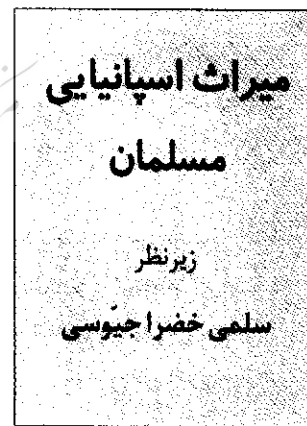 میراث اسپانیایی
مسلمان
زیرنظر
سلمی خضرا جیّوسی